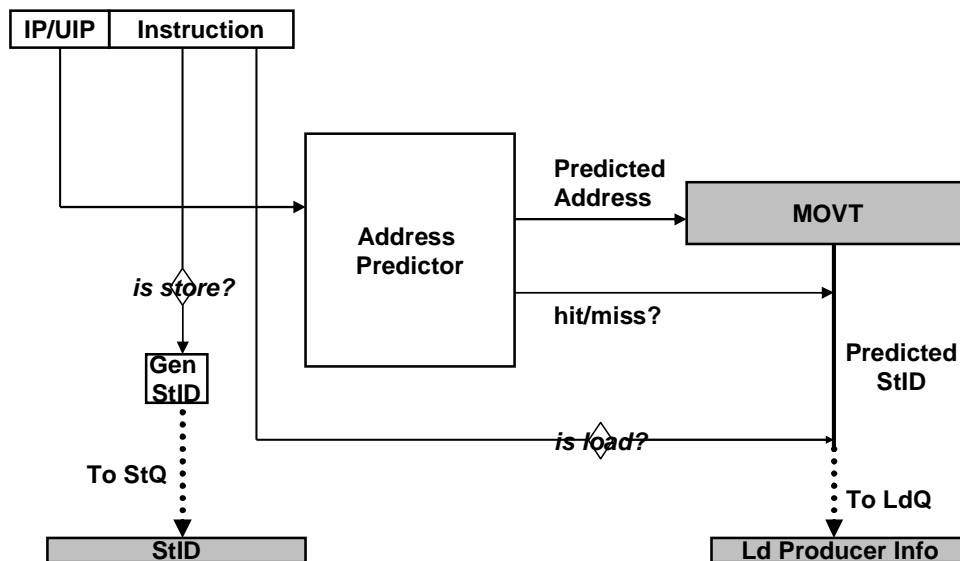 IP/UIP
Instruction
Predicted
Address
MOVT
Address
Predictor
is store?
hit/miss?
Gen
StID
Predicted
StID
is load?
To StQ
To LdQ
StID
Ld Producer Info